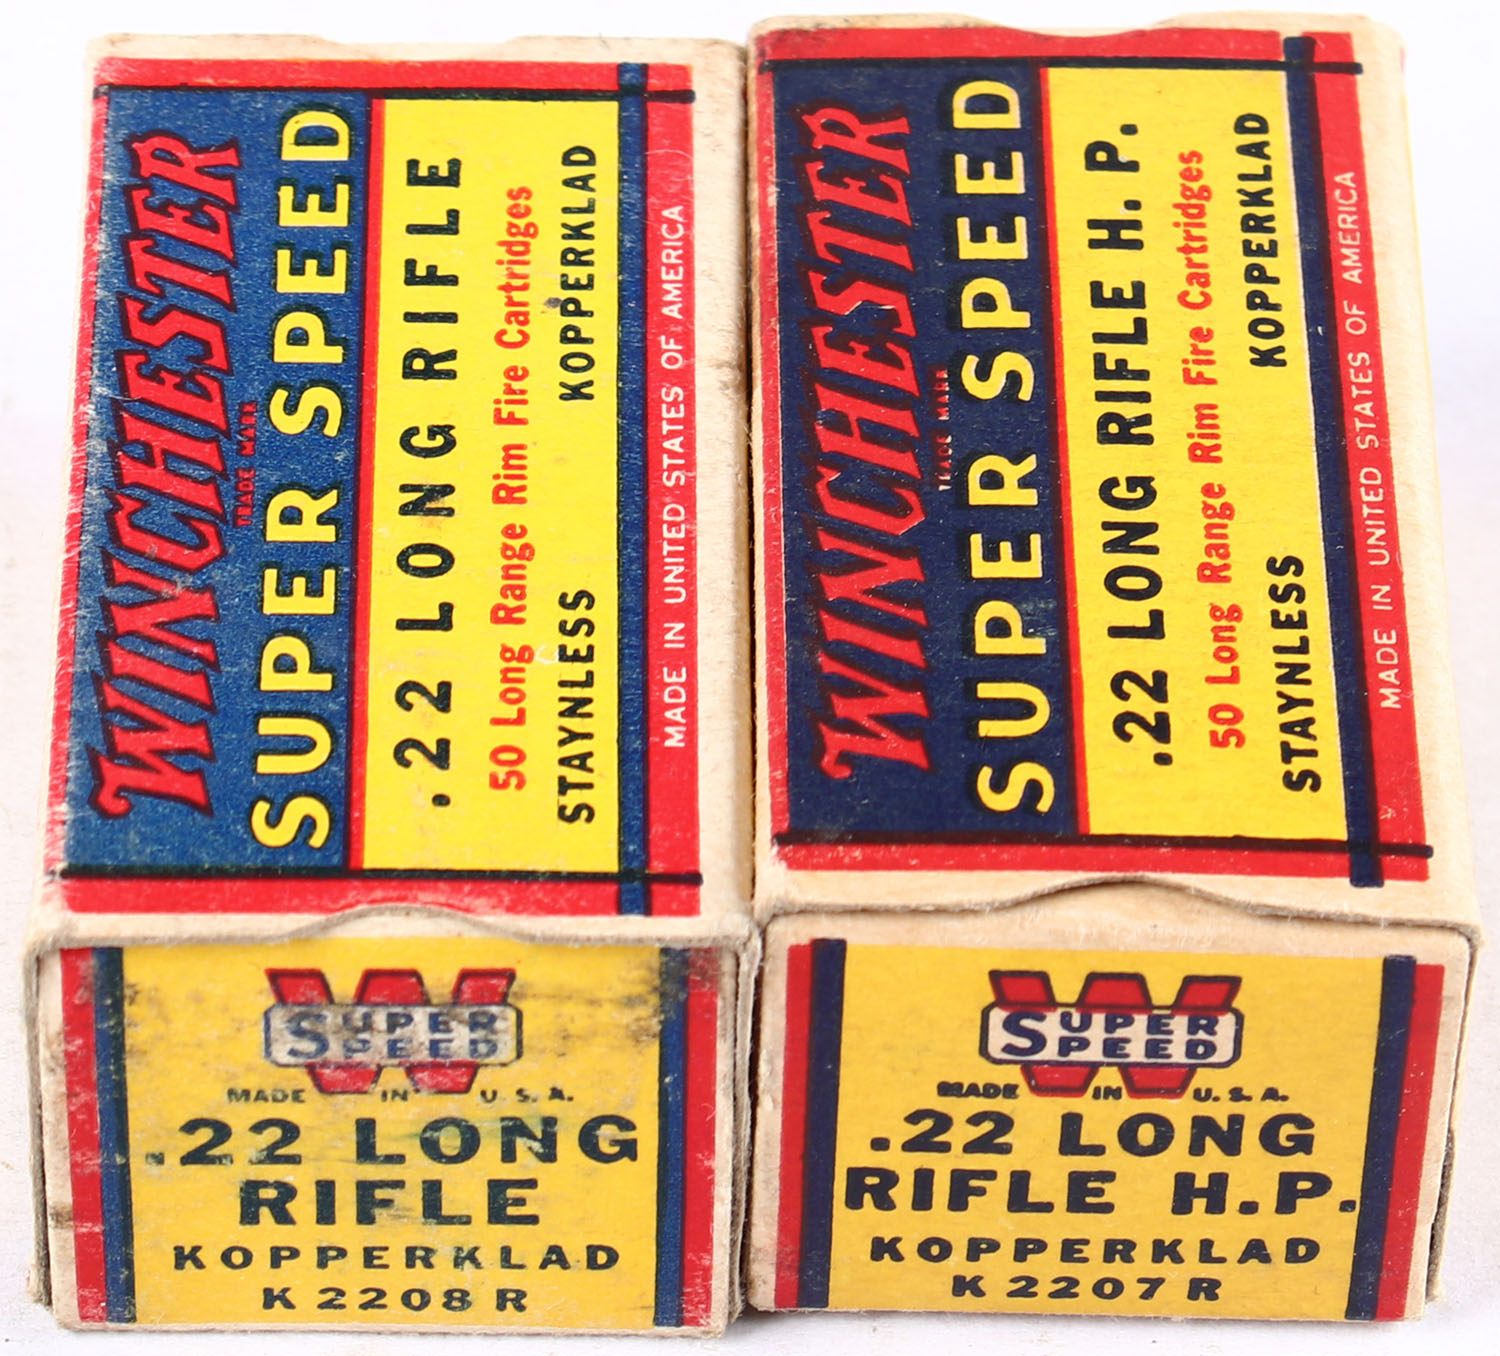 WINCHESTER
TRADE MARK
SUPER SPEED
.22 LONG RIFLE
50 Long Range Rim Fire Cartridges
STAYNLESS KOPPERKLAD
MADE IN UNITED STATES OF AMERICA
SUPER
SPEED
W
MADE IN U.S.A.
.22 LONG
RIFLE
KOPPERKLAD
K 2208 R
WINCHESTER
TRADE MARK
SUPER SPEED
.22 LONG RIFLE H.P.
50 Long Range Rim Fire Cartridges
STAYNLESS KOPPERKLAD
MADE IN UNITED STATES OF AMERICA
SUPER
SPEED
W
MADE IN U.S.A.
.22 LONG
RIFLE H.P.
KOPPERKLAD
K 2207 R